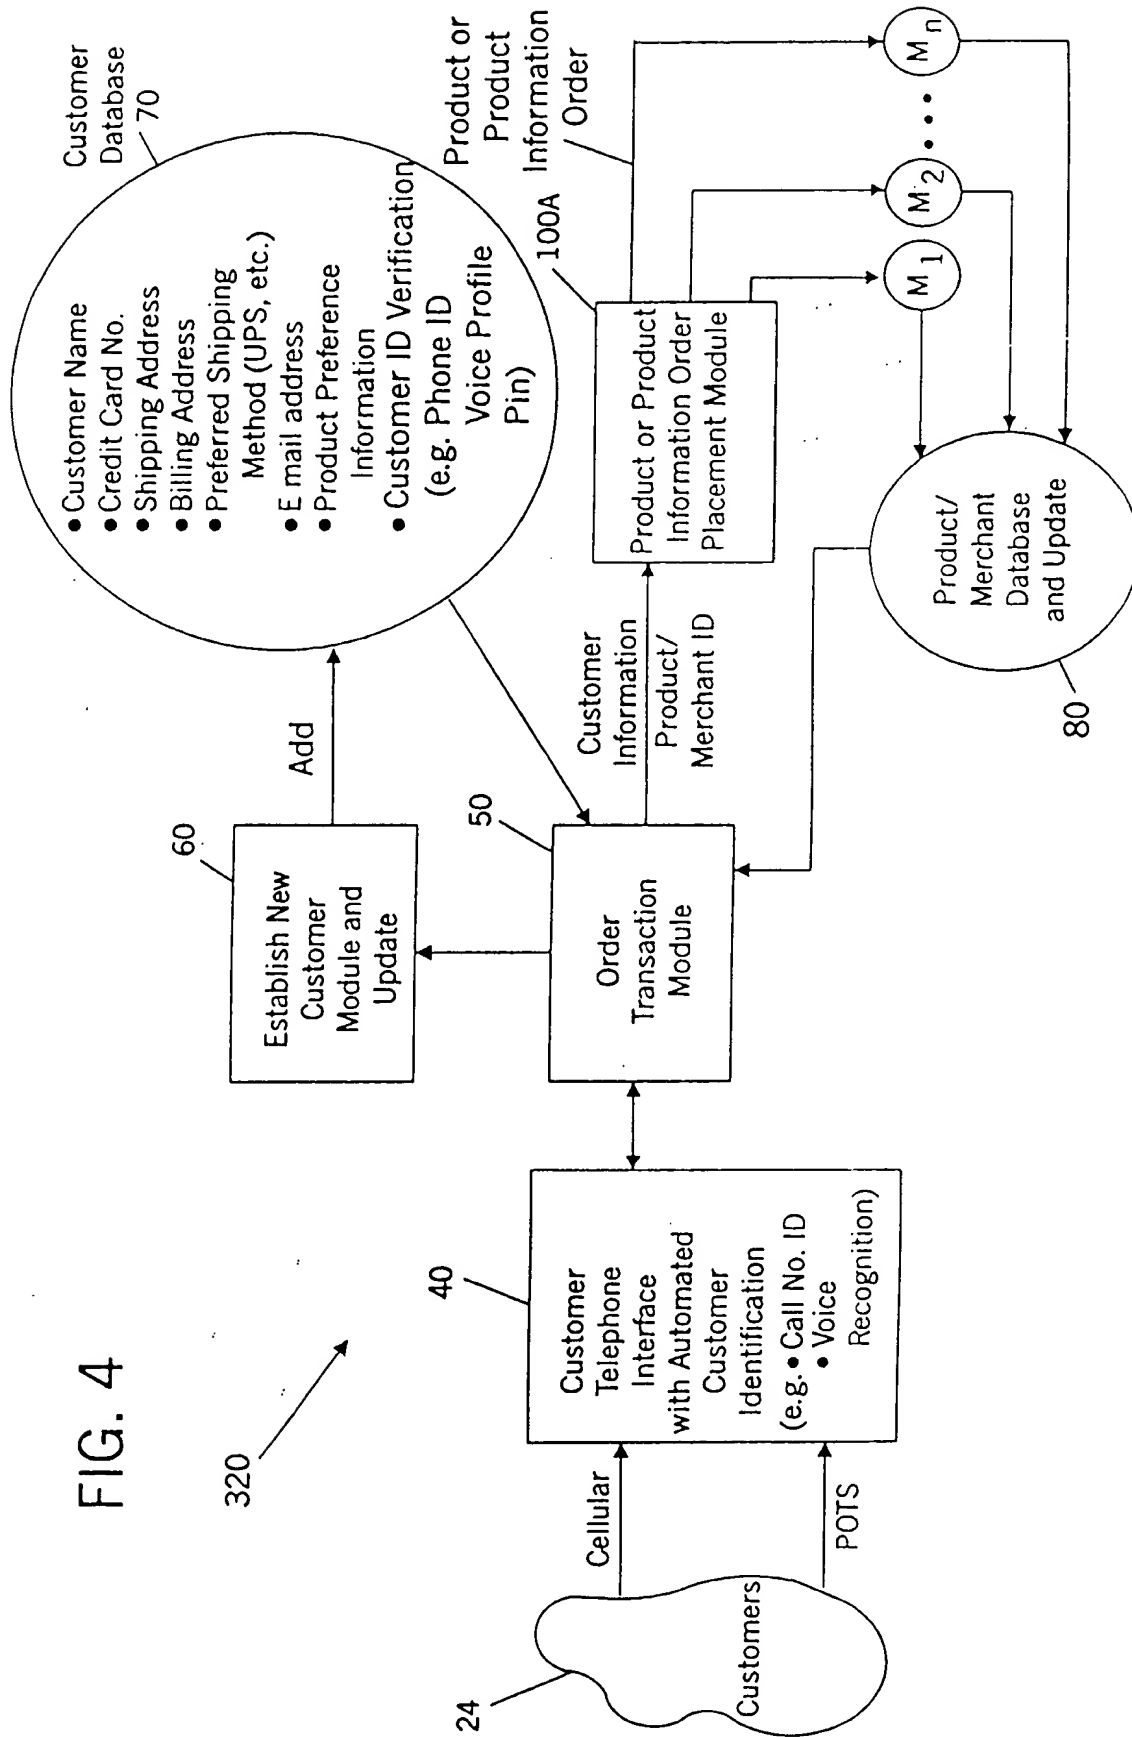 FIG. 4
320
24
Customers
Cellular
POTS
40
Customer
Telephone
Interface
with Automated
Customer
Identification
(e.g. • Call No. ID
• Voice
Recognition)
60
Establish New
Customer
Module and
Update
Add
50
Order
Transaction
Module
Customer
Database
70
• Customer Name
• Credit Card No.
• Shipping Address
• Billing Address
• Preferred Shipping
Method (UPS, etc.)
• E mail address
• Product Preference
Information
• Customer ID Verification
(e.g. Phone ID
Voice Profile
Pin)
Customer
Information
Product/
Merchant ID
100A
Product or Product
Information Order
Placement Module
Product or
Product
Information
Order
M1
M2
• • • •
Mn
Product/
Merchant
Database
and Update
80